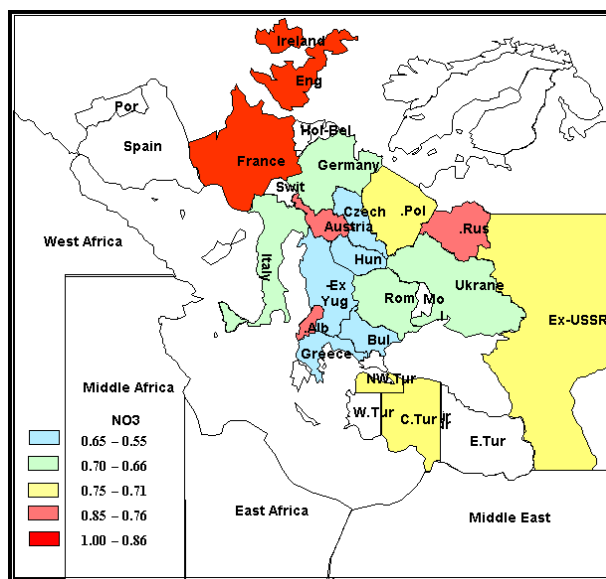 Ireland
Eng
Por
Hol-Bel
Spain
France
Germany
Swit
Czech
.Pol
Austria
tria
.Rus
West Africa
Hun
Italy
-Ex
Yug
Rom
Mo
l
Ukrane
Ex-USSR
.Alb
Bul
Greece
Middle Africa
NW.Tur
W.Tur
C.Tur
E.Tur
NO3
0.65 – 0.55
0.70 – 0.66
0.75 – 0.71
0.85 – 0.76
1.00 – 0.86
East Africa
Middle East